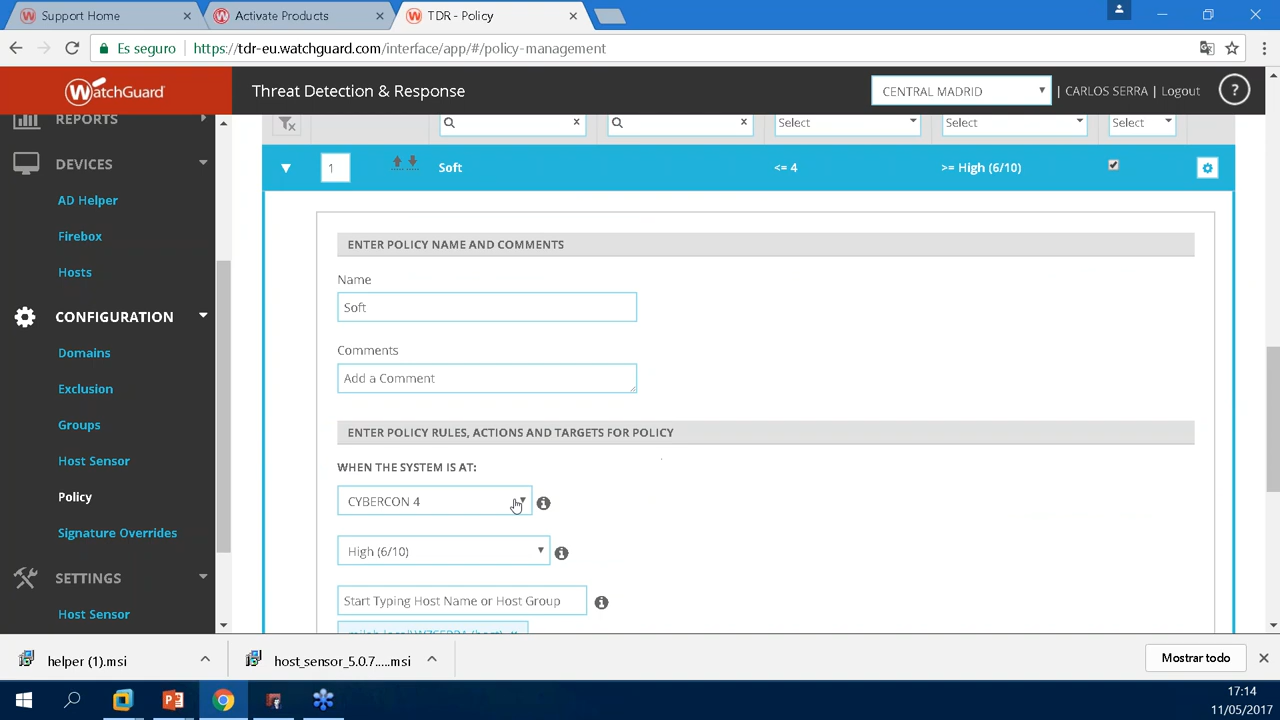 Support Home
Activate Products
TDR - Policy
Es seguro
https://tdr-eu.watchguard.com/interface/app/#/policy-management
WatchGuard
Threat Detection & Response
CENTRAL MADRID
| CARLOS SERRA | Logout
?
REPORTS
DEVICES
AD Helper
Firebox
Hosts
CONFIGURATION
Domains
Exclusion
Groups
Host Sensor
Policy
Signature Overrides
SETTINGS
Host Sensor
Select
Select
Select
1
Soft
<= 4
>= High (6/10)
ENTER POLICY NAME AND COMMENTS
Name
Soft
Comments
Add a Comment
ENTER POLICY RULES, ACTIONS AND TARGETS FOR POLICY
WHEN THE SYSTEM IS AT:
CYBERCON 4
High (6/10)
Start Typing Host Name or Host Group
helper (1).msi
host_sensor_5.0.7.....msi
Mostrar todo
17:14
11/05/2017